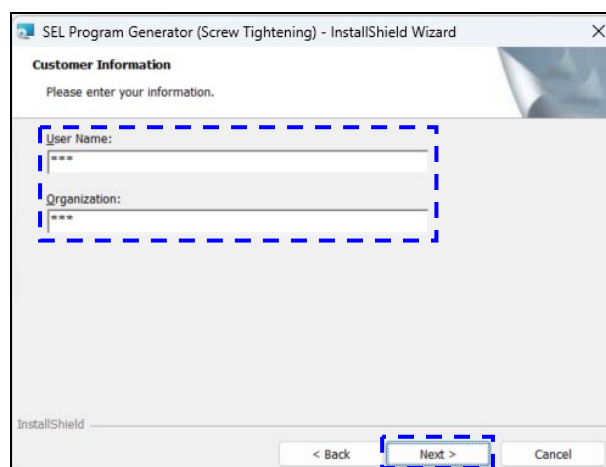 SEL Program Generator (Screw Tightening) - InstallShield Wizard
Customer Information
Please enter your information.
User Name:
***
Organization:
***
InstallShield
< Back Next > Cancel